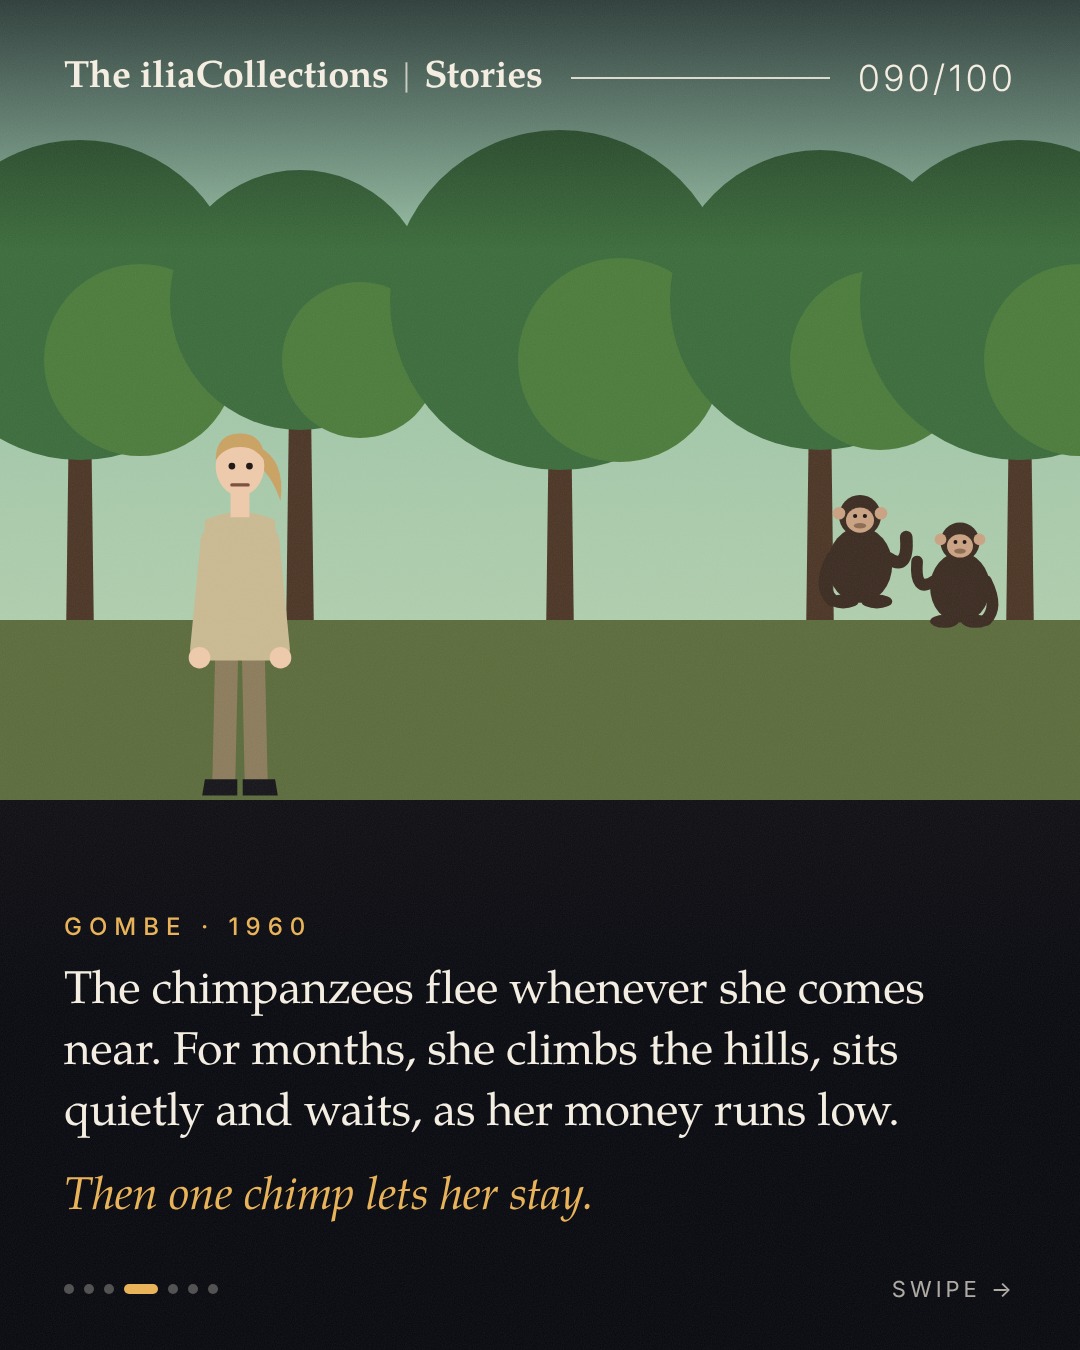 The iliaCollections | Stories 090/100
GOMBE · 1960
The chimpanzees flee whenever she comes
near. For months, she climbs the hills, sits
quietly and waits, as her money runs low.
Then one chimp lets her stay.
SWIPE →